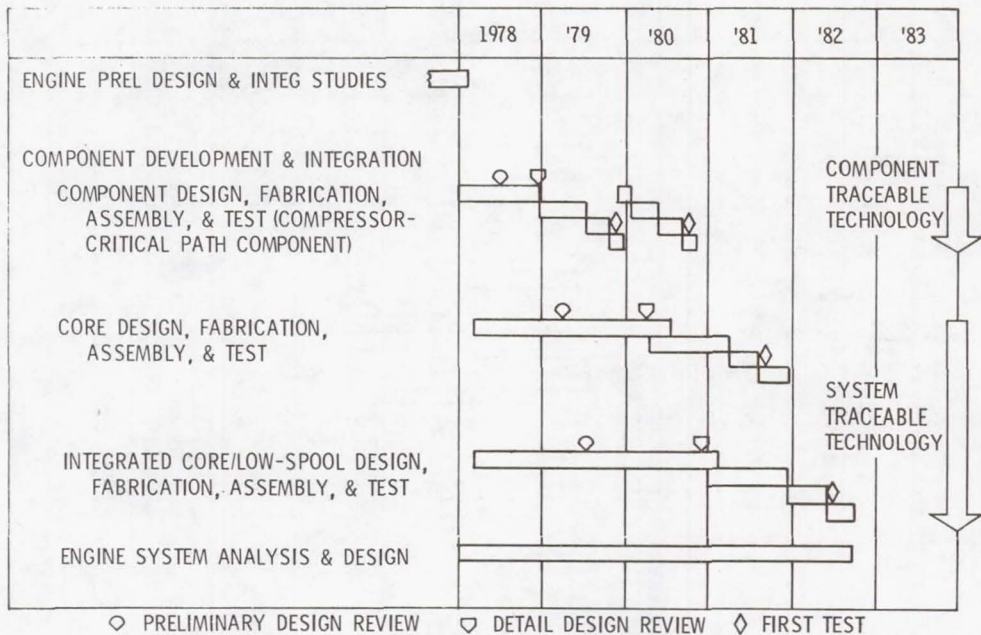 1978 '79 '80 '81 '82 '83
ENGINE PREL DESIGN & INTEG STUDIES
COMPONENT DEVELOPMENT & INTEGRATION
COMPONENT DESIGN, FABRICATION,
ASSEMBLY, & TEST (COMPRESSOR-
CRITICAL PATH COMPONENT)
COMPONENT
TRACEABLE
TECHNOLOGY
CORE DESIGN, FABRICATION,
ASSEMBLY, & TEST
SYSTEM
TRACEABLE
TECHNOLOGY
INTEGRATED CORE/LOW-SPOOL DESIGN,
FABRICATION, ASSEMBLY, & TEST
ENGINE SYSTEM ANALYSIS & DESIGN
PRELIMINARY DESIGN REVIEW DETAIL DESIGN REVIEW FIRST TEST